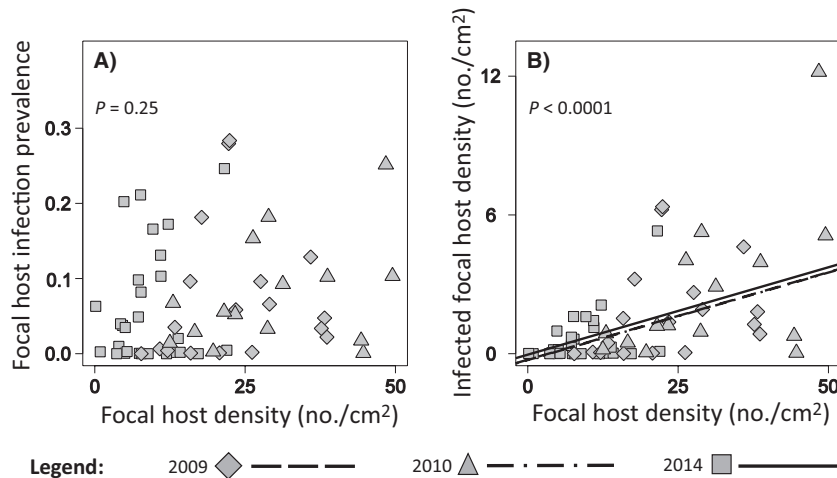 A)
P = 0.25
Focal host infection prevalence
0.3
0.2
0.1
0.0
0
25
50
Focal host density (no./cm²)
B)
P < 0.0001
Infected focal host density (no./cm²)
12
6
0
0
25
50
Focal host density (no./cm²)
Legend:
2009
2010
2014